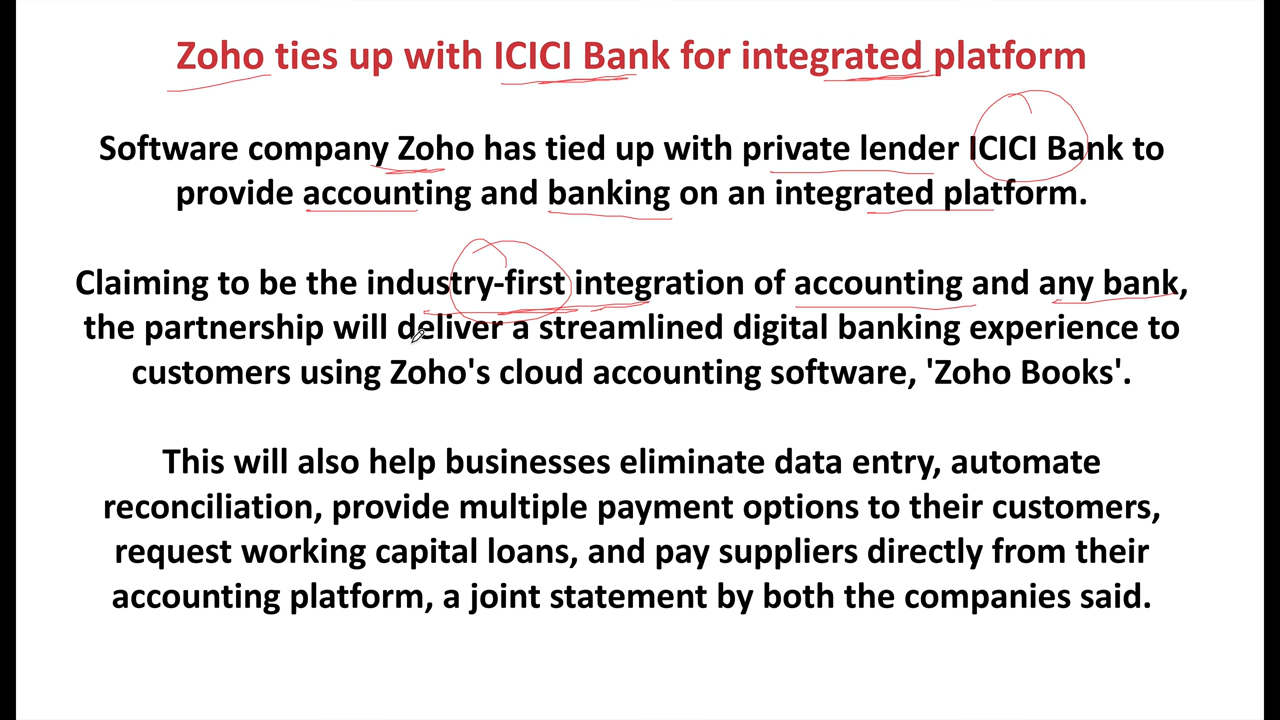 Zoho ties up with ICICI Bank for integrated platform
Software company Zoho has tied up with private lender ICICI Bank to
provide accounting and banking on an integrated platform.
Claiming to be the industry-first integration of accounting and any bank,
the partnership will deliver a streamlined digital banking experience to
customers using Zoho's cloud accounting software, 'Zoho Books'.
This will also help businesses eliminate data entry, automate
reconciliation, provide multiple payment options to their customers,
request working capital loans, and pay suppliers directly from their
accounting platform, a joint statement by both the companies said.